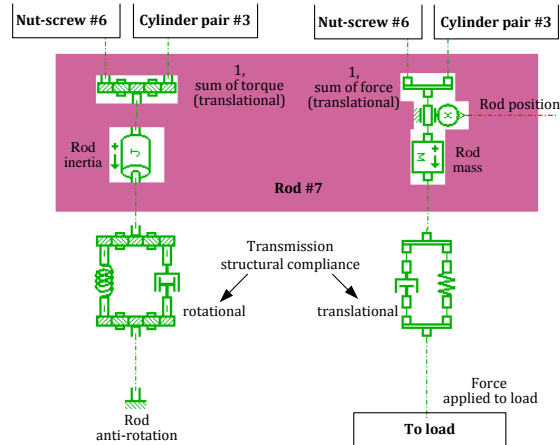 Nut-screw #6
Cylinder pair #3
Nut-screw #6
Cylinder pair #3
1,
sum of torque
(translational)
1,
sum of force
(translational)
X
Rod position
Rod
inertia
J
M
Rod
mass
Rod #7
Transmission
structural compliance
rotational
translational
Rod
anti-rotation
Force
applied to load
To load